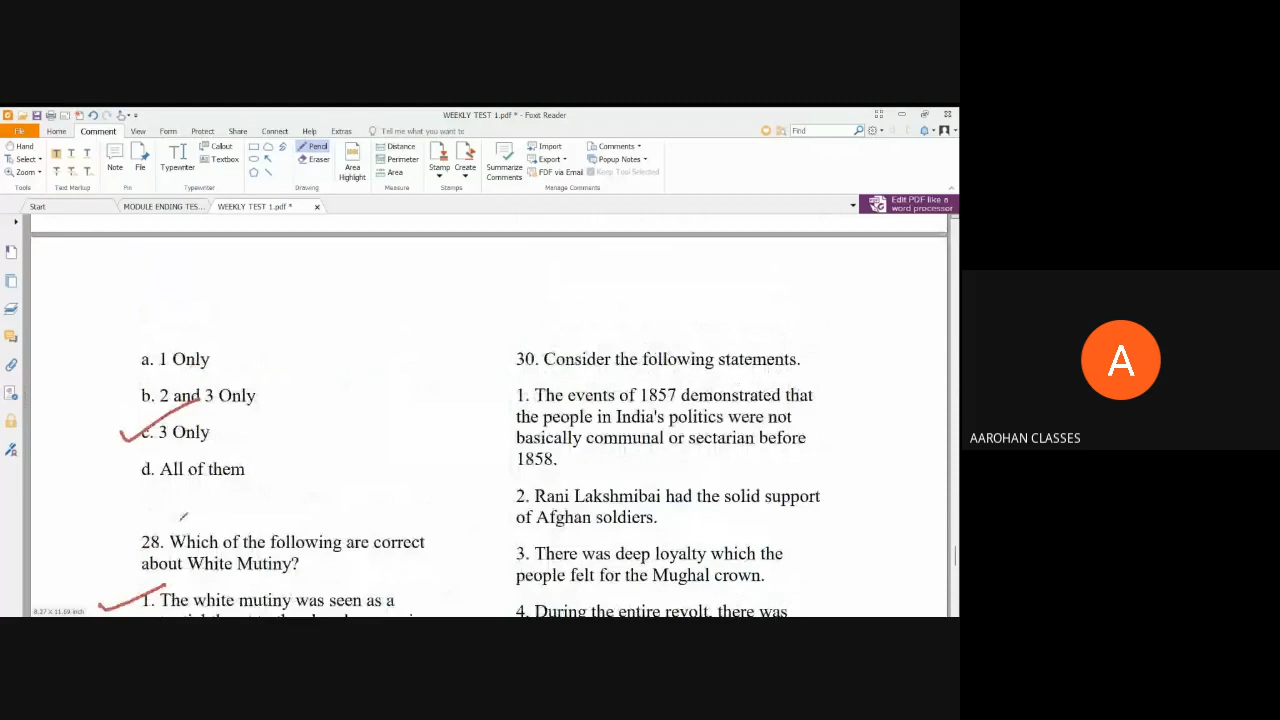 WEEKLY TEST 1.pdf * - Foxit Reader
File Home Comment View Form Protect Share Connect Help Extras Tell me what you want to Find
Hand
Select
Zoom
Tools
Text Markup
Note
File
Pin
Typewriter
Callout
Textbox
Typewriter
Pencil
Eraser
Drawing
Area
Highlight
Distance
Perimeter
Area
Measure
Stamp
Create
Stamps
Summarize
Comments
Import
Export
FDF via Email
Comments
Popup Notes
Keep Tool Selected
Manage Comments
Start
MODULE ENDING TES...
WEEKLY TEST 1.pdf *
Edit PDF like a
word processor
a. 1 Only
b. 2 and 3 Only
c. 3 Only
d. All of them
28. Which of the following are correct
about White Mutiny?
1. The white mutiny was seen as a
8.27 x 11.69 inch
30. Consider the following statements.
1. The events of 1857 demonstrated that
the people in India's politics were not
basically communal or sectarian before
1858.
2. Rani Lakshmibai had the solid support
of Afghan soldiers.
3. There was deep loyalty which the
people felt for the Mughal crown.
4. During the entire revolt, there was
A
AAROHAN CLASSES